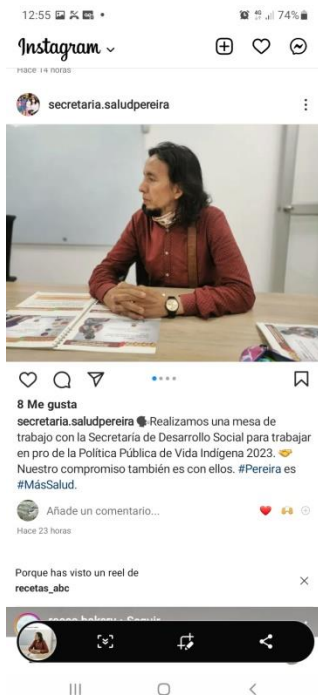 12:55 74%
Instagram
Hace 14 horas
secretaria.saludpereira
8 Me gusta
secretaria.saludpereira 🗣Realizamos una mesa de
trabajo con la Secretaría de Desarrollo Social para trabajar
en pro de la Política Pública de Vida Indígena 2023. 🤝
Nuestro compromiso también es con ellos. #Pereira es
#MásSalud.
Añade un comentario...
Hace 23 horas
Porque has visto un reel de
recetas_abc